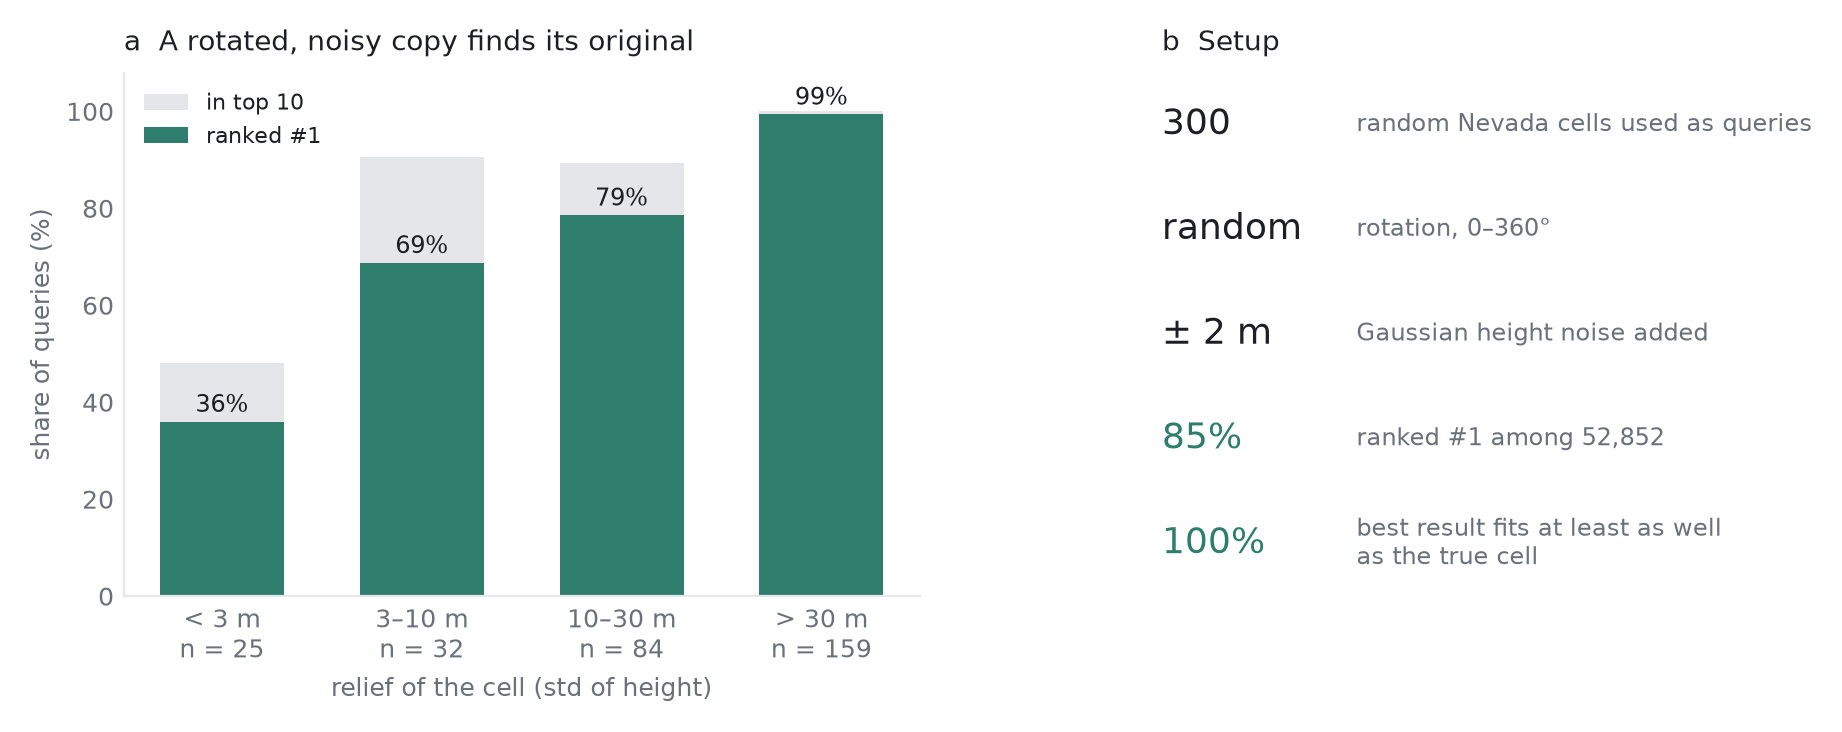 a  A rotated, noisy copy finds its original
in top 10
ranked #1
share of queries (%)
100
80
60
40
20
0
36%
69%
79%
99%
< 3 m
n = 25
3–10 m
n = 32
10–30 m
n = 84
> 30 m
n = 159
relief of the cell (std of height)
b  Setup
300 random Nevada cells used as queries
random rotation, 0–360°
± 2 m Gaussian height noise added
85% ranked #1 among 52,852
100% best result fits at least as well
as the true cell